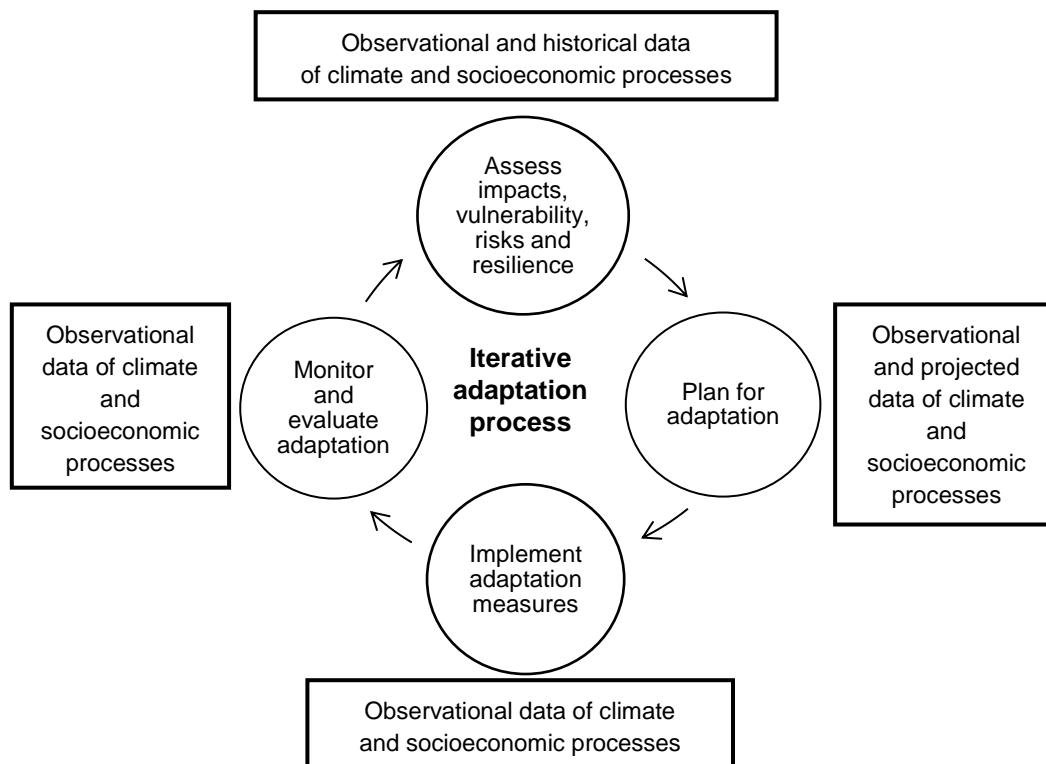 Observational and historical data
of climate and socioeconomic processes
Assess
impacts,
vulnerability,
risks and
resilience
Observational
data of climate
and
socioeconomic
processes
Monitor
and
evaluate
adaptation
Iterative
adaptation
process
Plan for
adaptation
Observational
and projected
data of climate
and
socioeconomic
processes
Implement
adaptation
measures
Observational data of climate
and socioeconomic processes